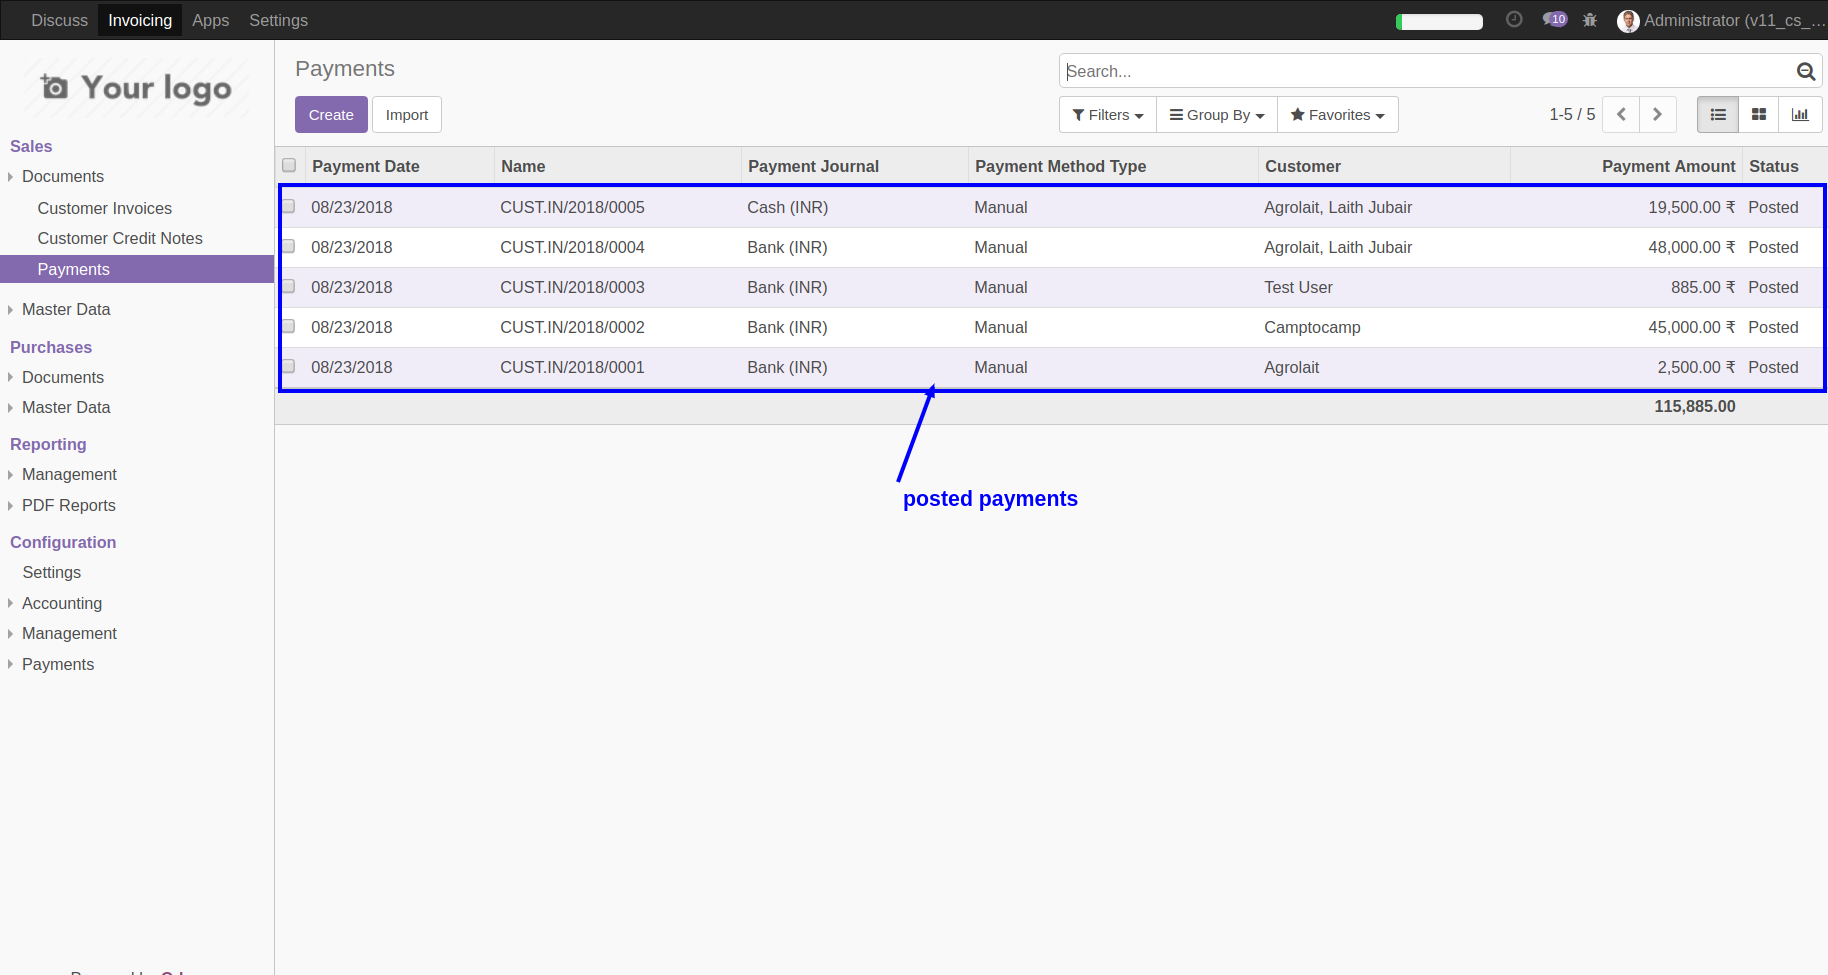 Discuss Invoicing Apps Settings 10 Administrator (v11_cs_...
Your logo
Payments
Search...
Create Import
Filters Group By Favorites 1-5 / 5
Sales
Documents
Customer Invoices
Customer Credit Notes
Payments
Master Data
Purchases
Documents
Master Data
Reporting
Management
PDF Reports
Configuration
Settings
Accounting
Management
Payments
Payment Date Name Payment Journal Payment Method Type Customer Payment Amount Status
08/23/2018 CUST.IN/2018/0005 Cash (INR) Manual Agrolait, Laith Jubair 19,500.00 ₹ Posted
08/23/2018 CUST.IN/2018/0004 Bank (INR) Manual Agrolait, Laith Jubair 48,000.00 ₹ Posted
08/23/2018 CUST.IN/2018/0003 Bank (INR) Manual Test User 885.00 ₹ Posted
08/23/2018 CUST.IN/2018/0002 Bank (INR) Manual Camptocamp 45,000.00 ₹ Posted
08/23/2018 CUST.IN/2018/0001 Bank (INR) Manual Agrolait 2,500.00 ₹ Posted
115,885.00
posted payments